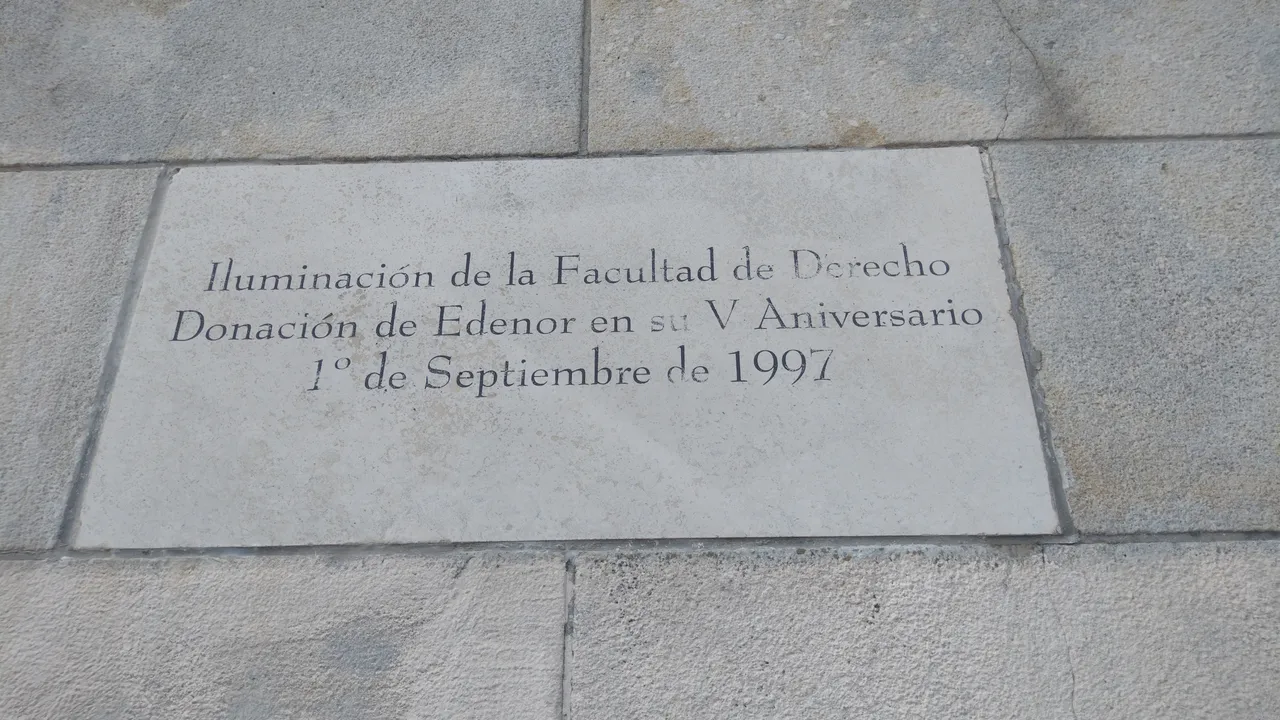 Iluminación de la Facultad de Derecho
Donación de Edenor en su V Aniversario
1º de Septiembre de 1997